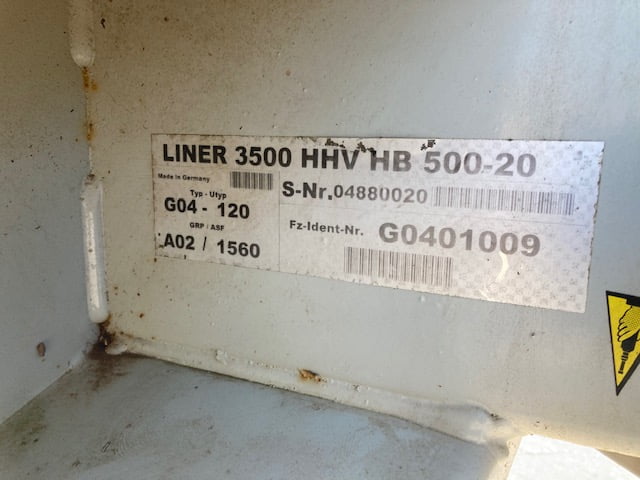 LINER 3500 HHV HB 500-20
Made in Germany
S-Nr.04880020
Typ - Utyp
G04 - 120
Fz-Ident-Nr. G0401009
GRP / ASF
A02 / 1560